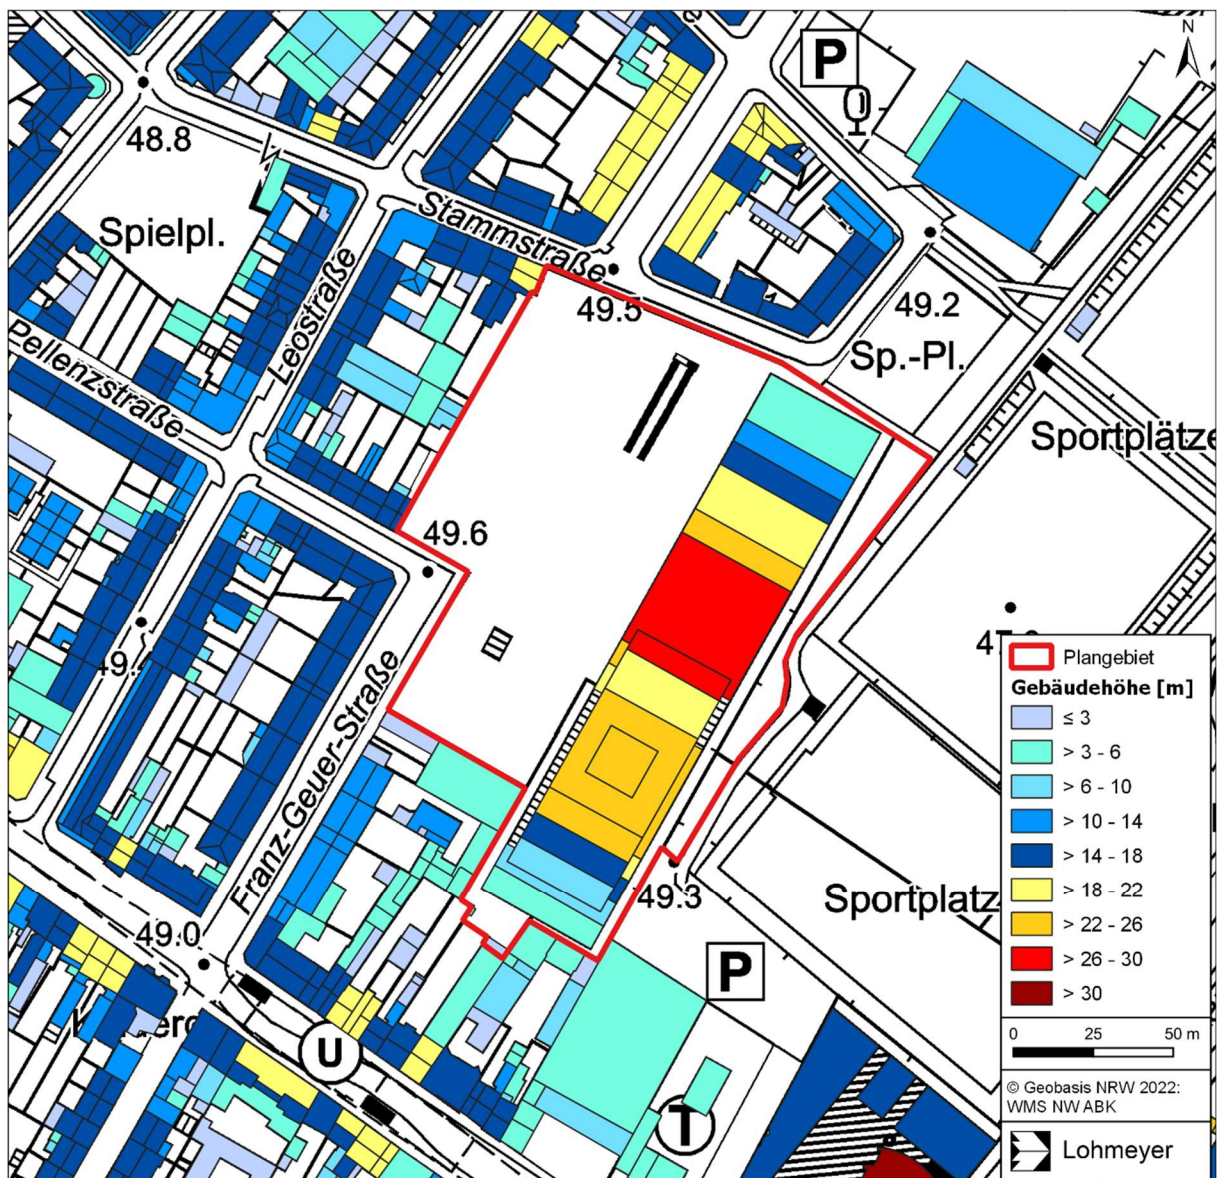 P
N
48.8
Spielpl.
Stammstraße
Leostraße
49.5
49.2
Sp.-Pl.
Pellenzstraße
Sportplätze
49.6
49.
47.
Franz-Geuer-Straße
49.3
Sportplatz
49.0
P
U
T
Plangebiet
Gebäudehöhe [m]
≤ 3
> 3 - 6
> 6 - 10
> 10 - 14
> 14 - 18
> 18 - 22
> 22 - 26
> 26 - 30
> 30
0 25 50 m
© Geobasis NRW 2022:
WMS NW ABK
Lohmeyer